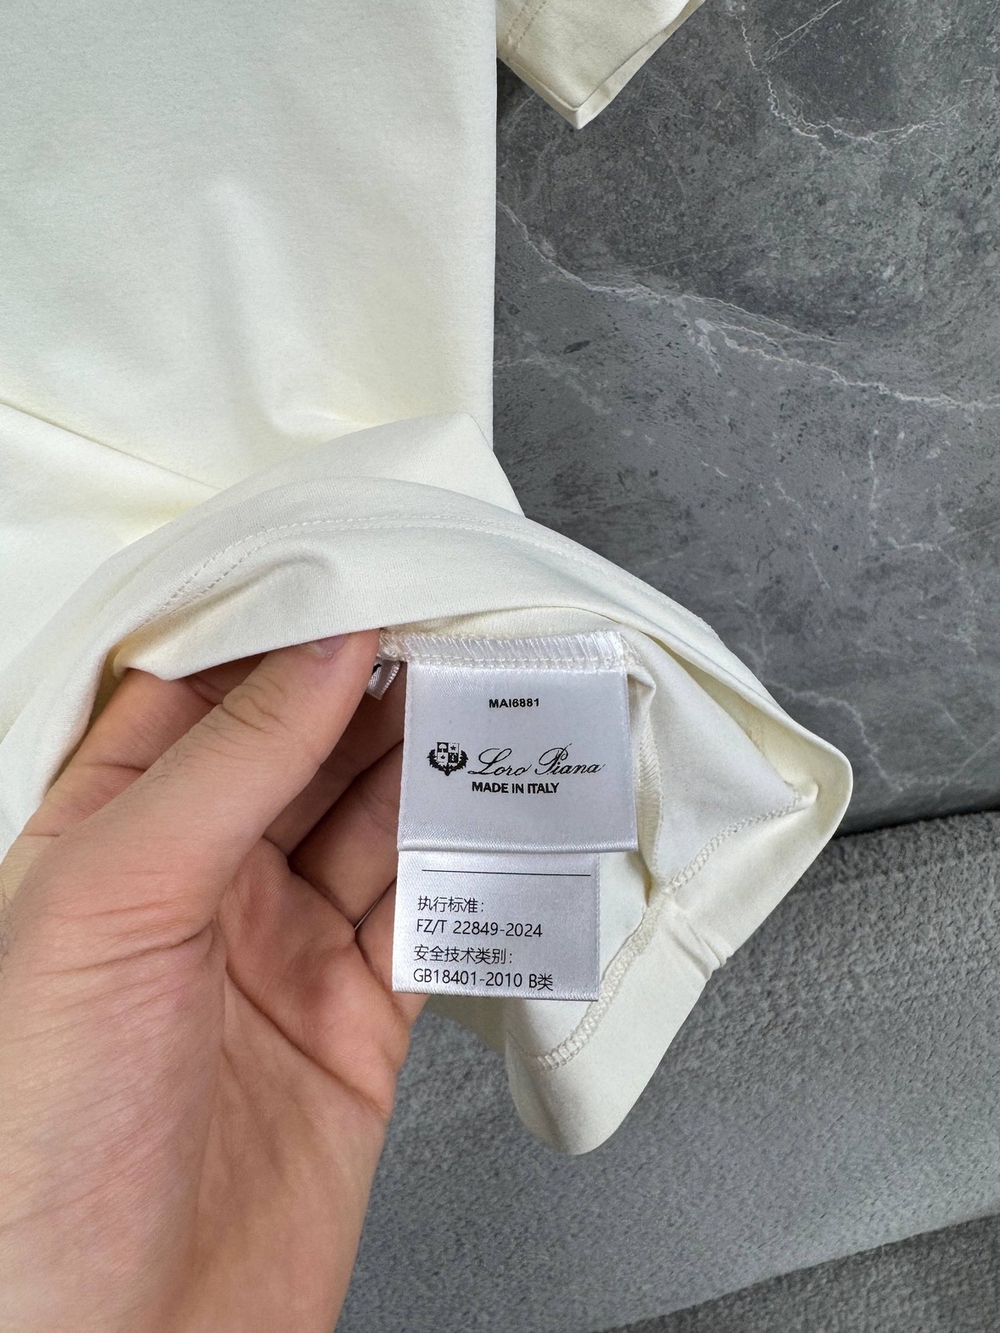 MAI6881
Loro Piana
MADE IN ITALY
执行标准:
FZ/T 22849-2024
安全技术类别:
GB18401-2010 B类